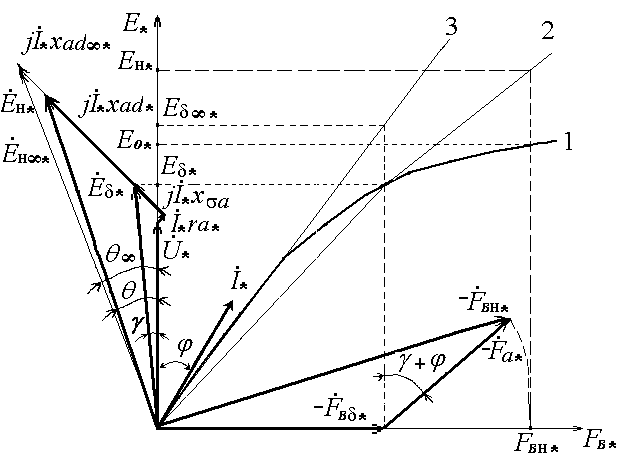 E*
3
2
Eн*
jİ*xad∞*
jİ*xad*
Eδ∞*
Ėн*
E₀*
1
Ėн∞*
Eδ*
Ėδ*
jİ*xσa
İ*ra*
U̇*
θ∞
İ*
θ
-Ḟвн*
γ
φ
γ+φ
-Ḟa*
-Ḟвδ*
Fвн*
Fв*